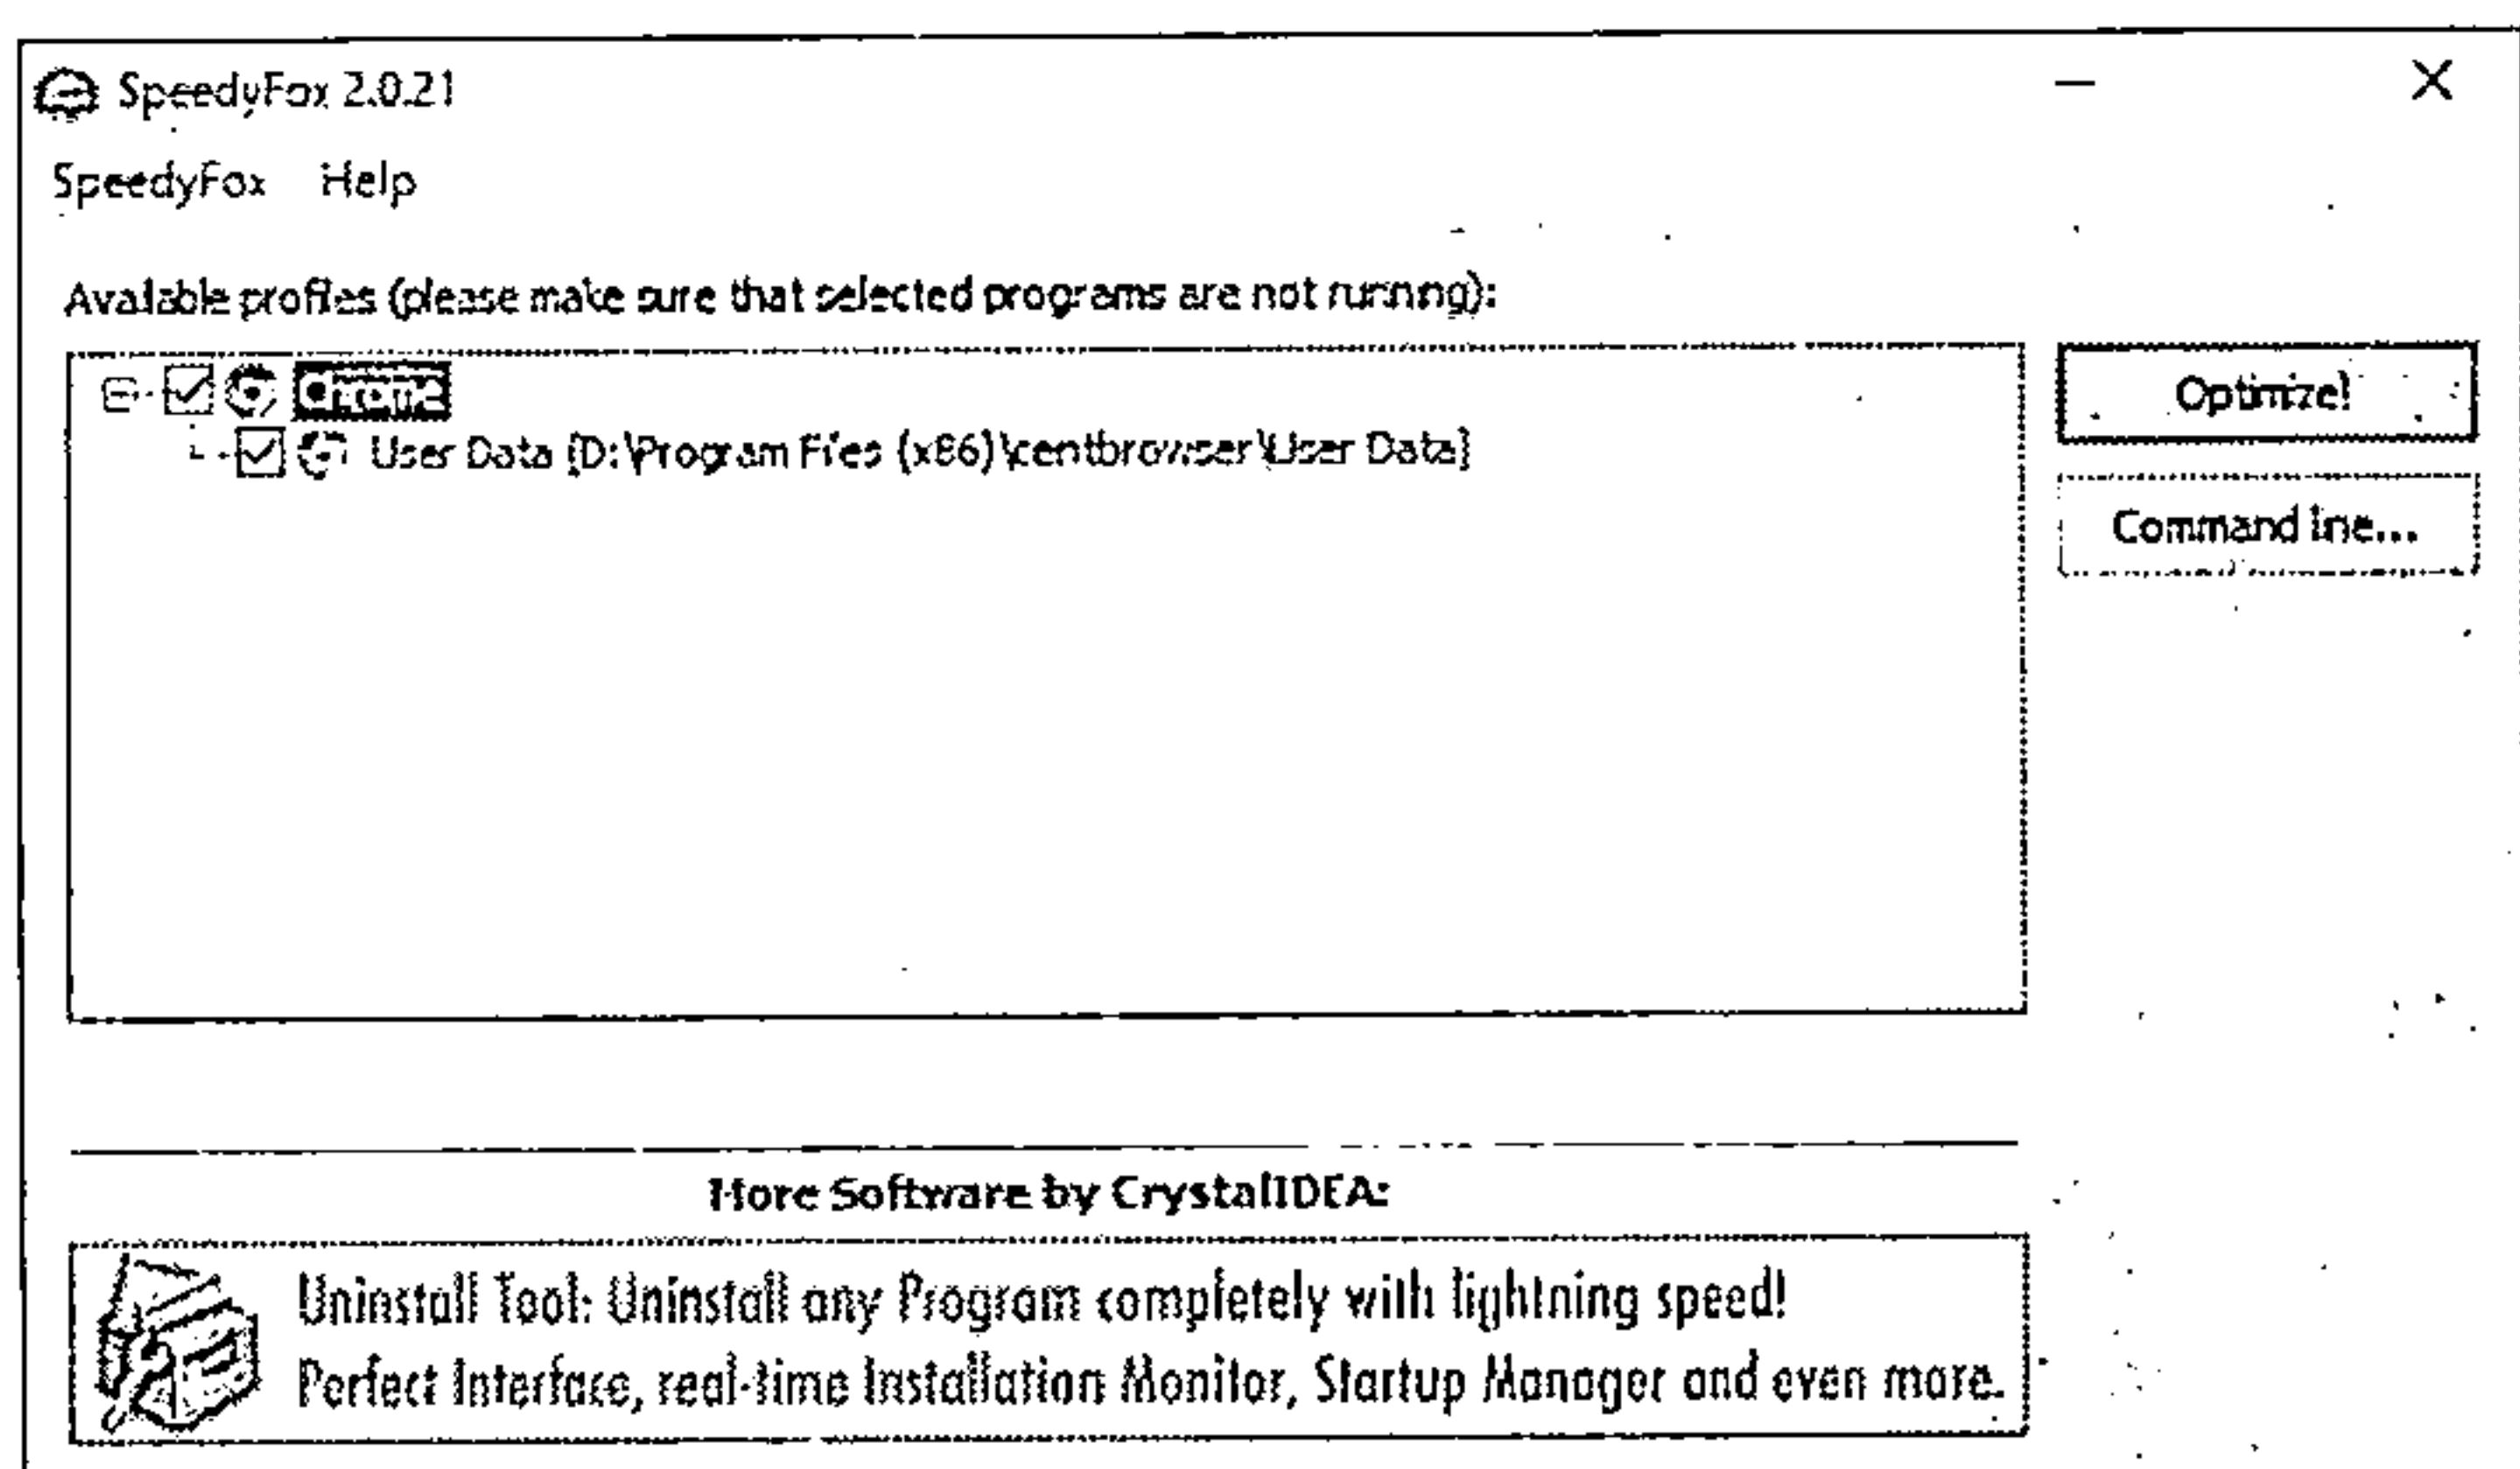 SpeedyFox 2.0.21
SpeedyFox Help
Available profiles (please make sure that selected programs are not running):
Chrome
User Data [D:\Program Files (x86)\centbrowser\User Data]
Optimize!
Command line...
More Software by CrystalIDEA:
Uninstall Tool: Uninstall any Program completely with lightning speed!
Perfect Interface, real-time Installation Monitor, Startup Manager and even more.